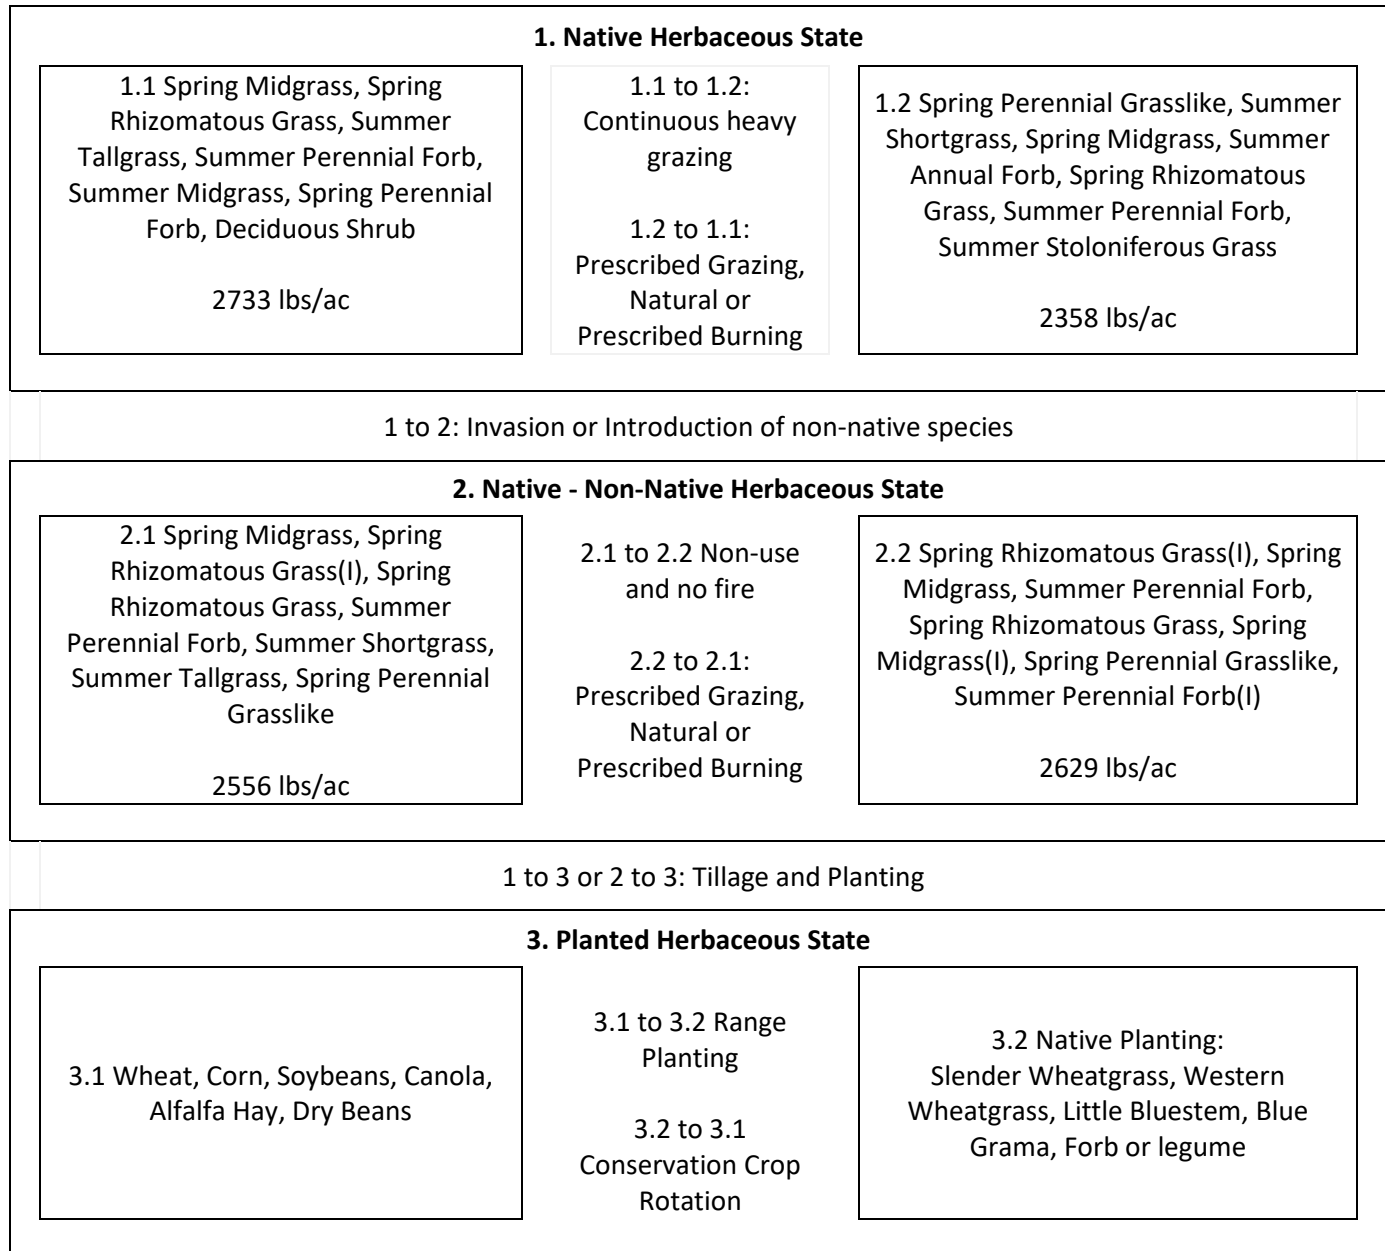 1. Native Herbaceous State
1.1 Spring Midgrass, Spring
Rhizomatous Grass, Summer
Tallgrass, Summer Perennial Forb,
Summer Midgrass, Spring Perennial
Forb, Deciduous Shrub
2733 lbs/ac
1.1 to 1.2:
Continuous heavy
grazing
1.2 to 1.1:
Prescribed Grazing,
Natural or
Prescribed Burning
1.2 Spring Perennial Grasslike, Summer
Shortgrass, Spring Midgrass, Summer
Annual Forb, Spring Rhizomatous
Grass, Summer Perennial Forb,
Summer Stoloniferous Grass
2358 lbs/ac
1 to 2: Invasion or Introduction of non-native species
2. Native - Non-Native Herbaceous State
2.1 Spring Midgrass, Spring
Rhizomatous Grass(I), Spring
Rhizomatous Grass, Summer
Perennial Forb, Summer Shortgrass,
Summer Tallgrass, Spring Perennial
Grasslike
2556 lbs/ac
2.1 to 2.2 Non-use
and no fire
2.2 to 2.1:
Prescribed Grazing,
Natural or
Prescribed Burning
2.2 Spring Rhizomatous Grass(I), Spring
Midgrass, Summer Perennial Forb,
Spring Rhizomatous Grass, Spring
Midgrass(I), Spring Perennial Grasslike,
Summer Perennial Forb(I)
2629 lbs/ac
1 to 3 or 2 to 3: Tillage and Planting
3. Planted Herbaceous State
3.1 Wheat, Corn, Soybeans, Canola,
Alfalfa Hay, Dry Beans
3.1 to 3.2 Range
Planting
3.2 to 3.1
Conservation Crop
Rotation
3.2 Native Planting:
Slender Wheatgrass, Western
Wheatgrass, Little Bluestem, Blue
Grama, Forb or legume